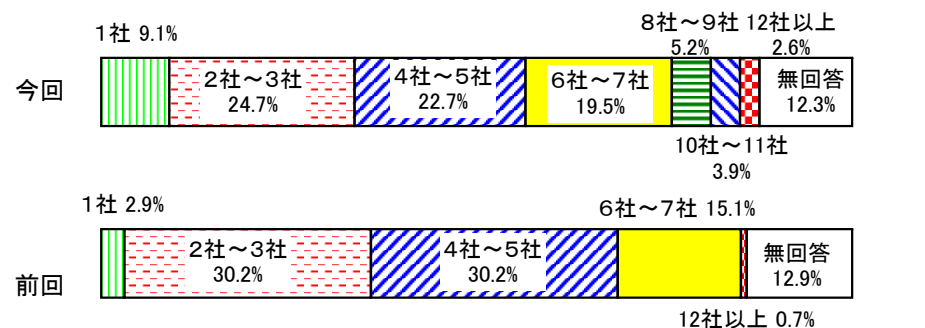 8社～9社 12社以上
1社 9.1%
5.2%
2.6%
今回
2社～3社
24.7%
4社～5社
22.7%
6社～7社
19.5%
無回答
12.3%
10社～11社
3.9%
1社 2.9%
6社～7社 15.1%
前回
2社～3社
30.2%
4社～5社
30.2%
無回答
12.9%
12社以上 0.7%